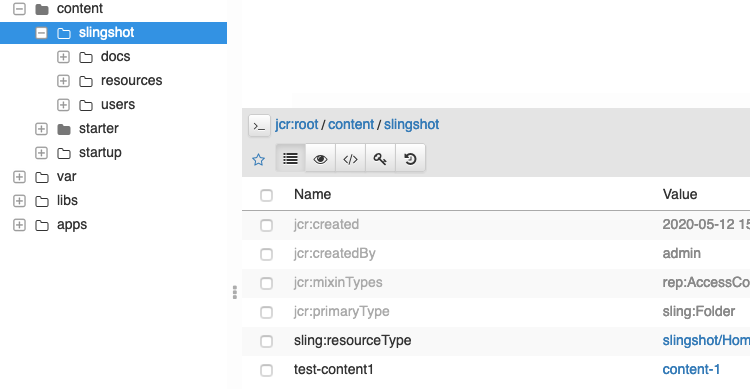 content
slingshot
docs
resources
users
starter
startup
var
libs
apps
jcr:root / content / slingshot
Name Value
jcr:created 2020-05-12 15
jcr:createdBy admin
jcr:mixinTypes rep:AccessCo
jcr:primaryType sling:Folder
sling:resourceType slingshot/Hom
test-content1 content-1